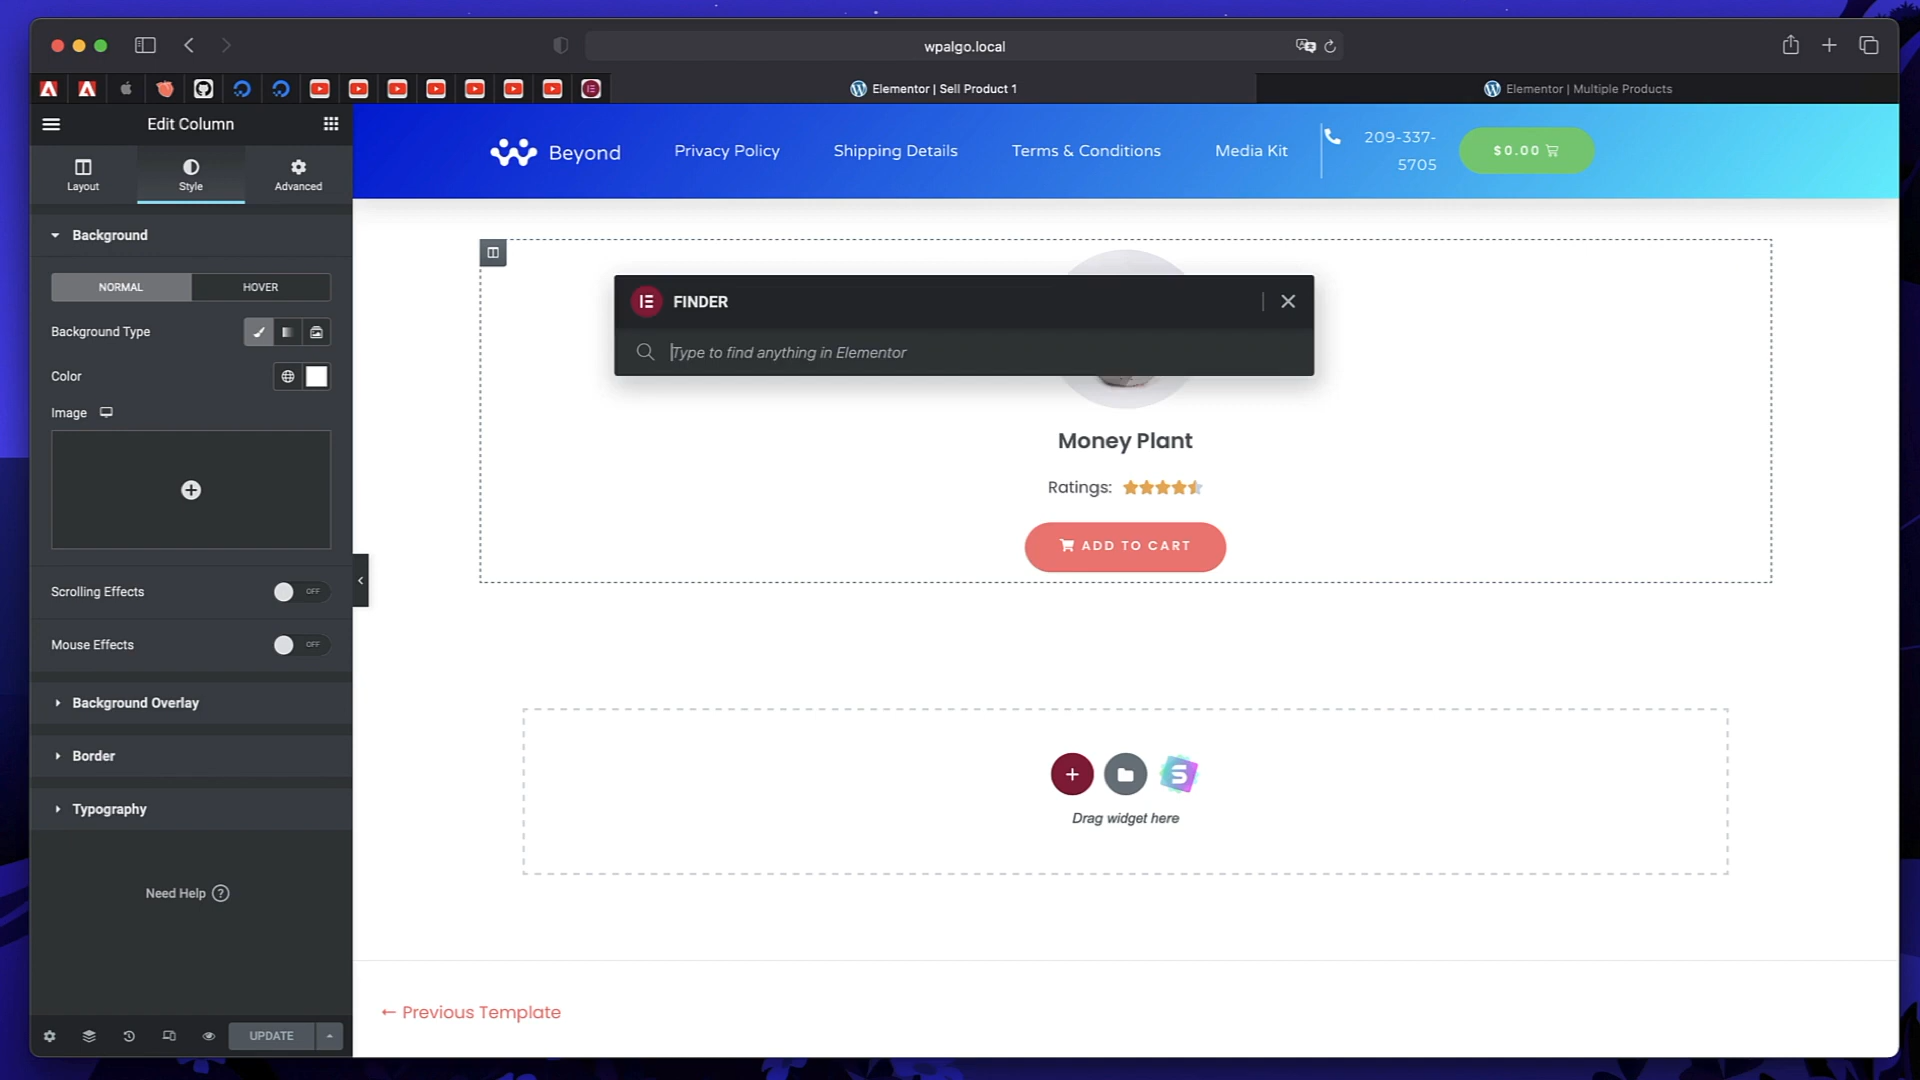 wpalgo.local
Elementor | Sell Product 1
Elementor | Multiple Products
Edit Column
Layout
Style
Advanced
Background
NORMAL
HOVER
Background Type
Color
Image
Scrolling Effects
OFF
Mouse Effects
OFF
Background Overlay
Border
Typography
Need Help ?
UPDATE
Beyond
Privacy Policy
Shipping Details
Terms & Conditions
Media Kit
209-337-
5705
$0.00
FINDER
Type to find anything in Elementor
Money Plant
Ratings:
ADD TO CART
S
Drag widget here
← Previous Template